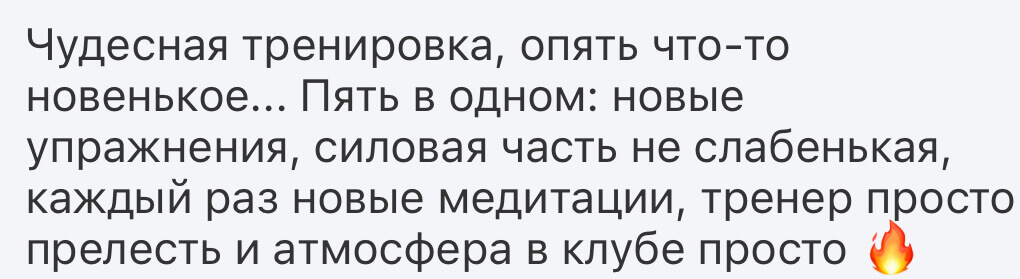 Чудесная тренировка, опять что-то
новенькое... Пять в одном: новые
упражнения, силовая часть не слабенькая,
каждый раз новые медитации, тренер просто
прелесть и атмосфера в клубе просто 🔥